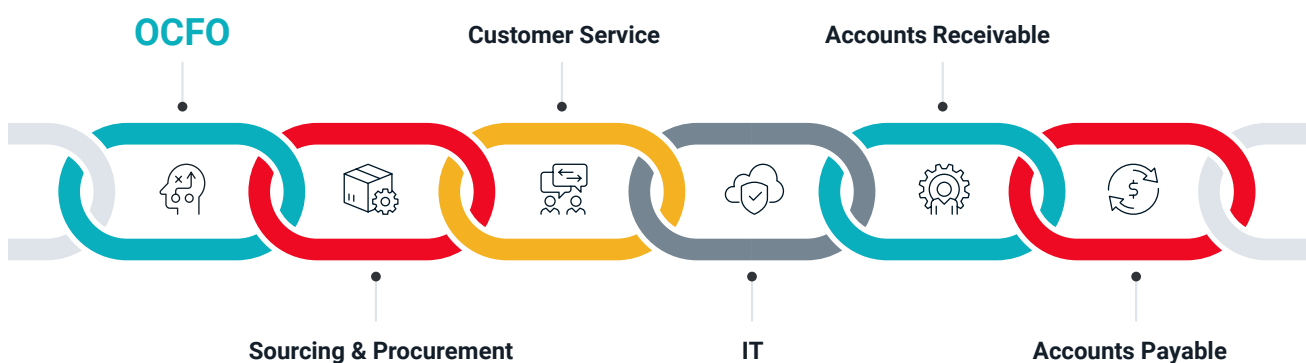 OCFO
Customer Service
Accounts Receivable
Sourcing & Procurement
IT
Accounts Payable